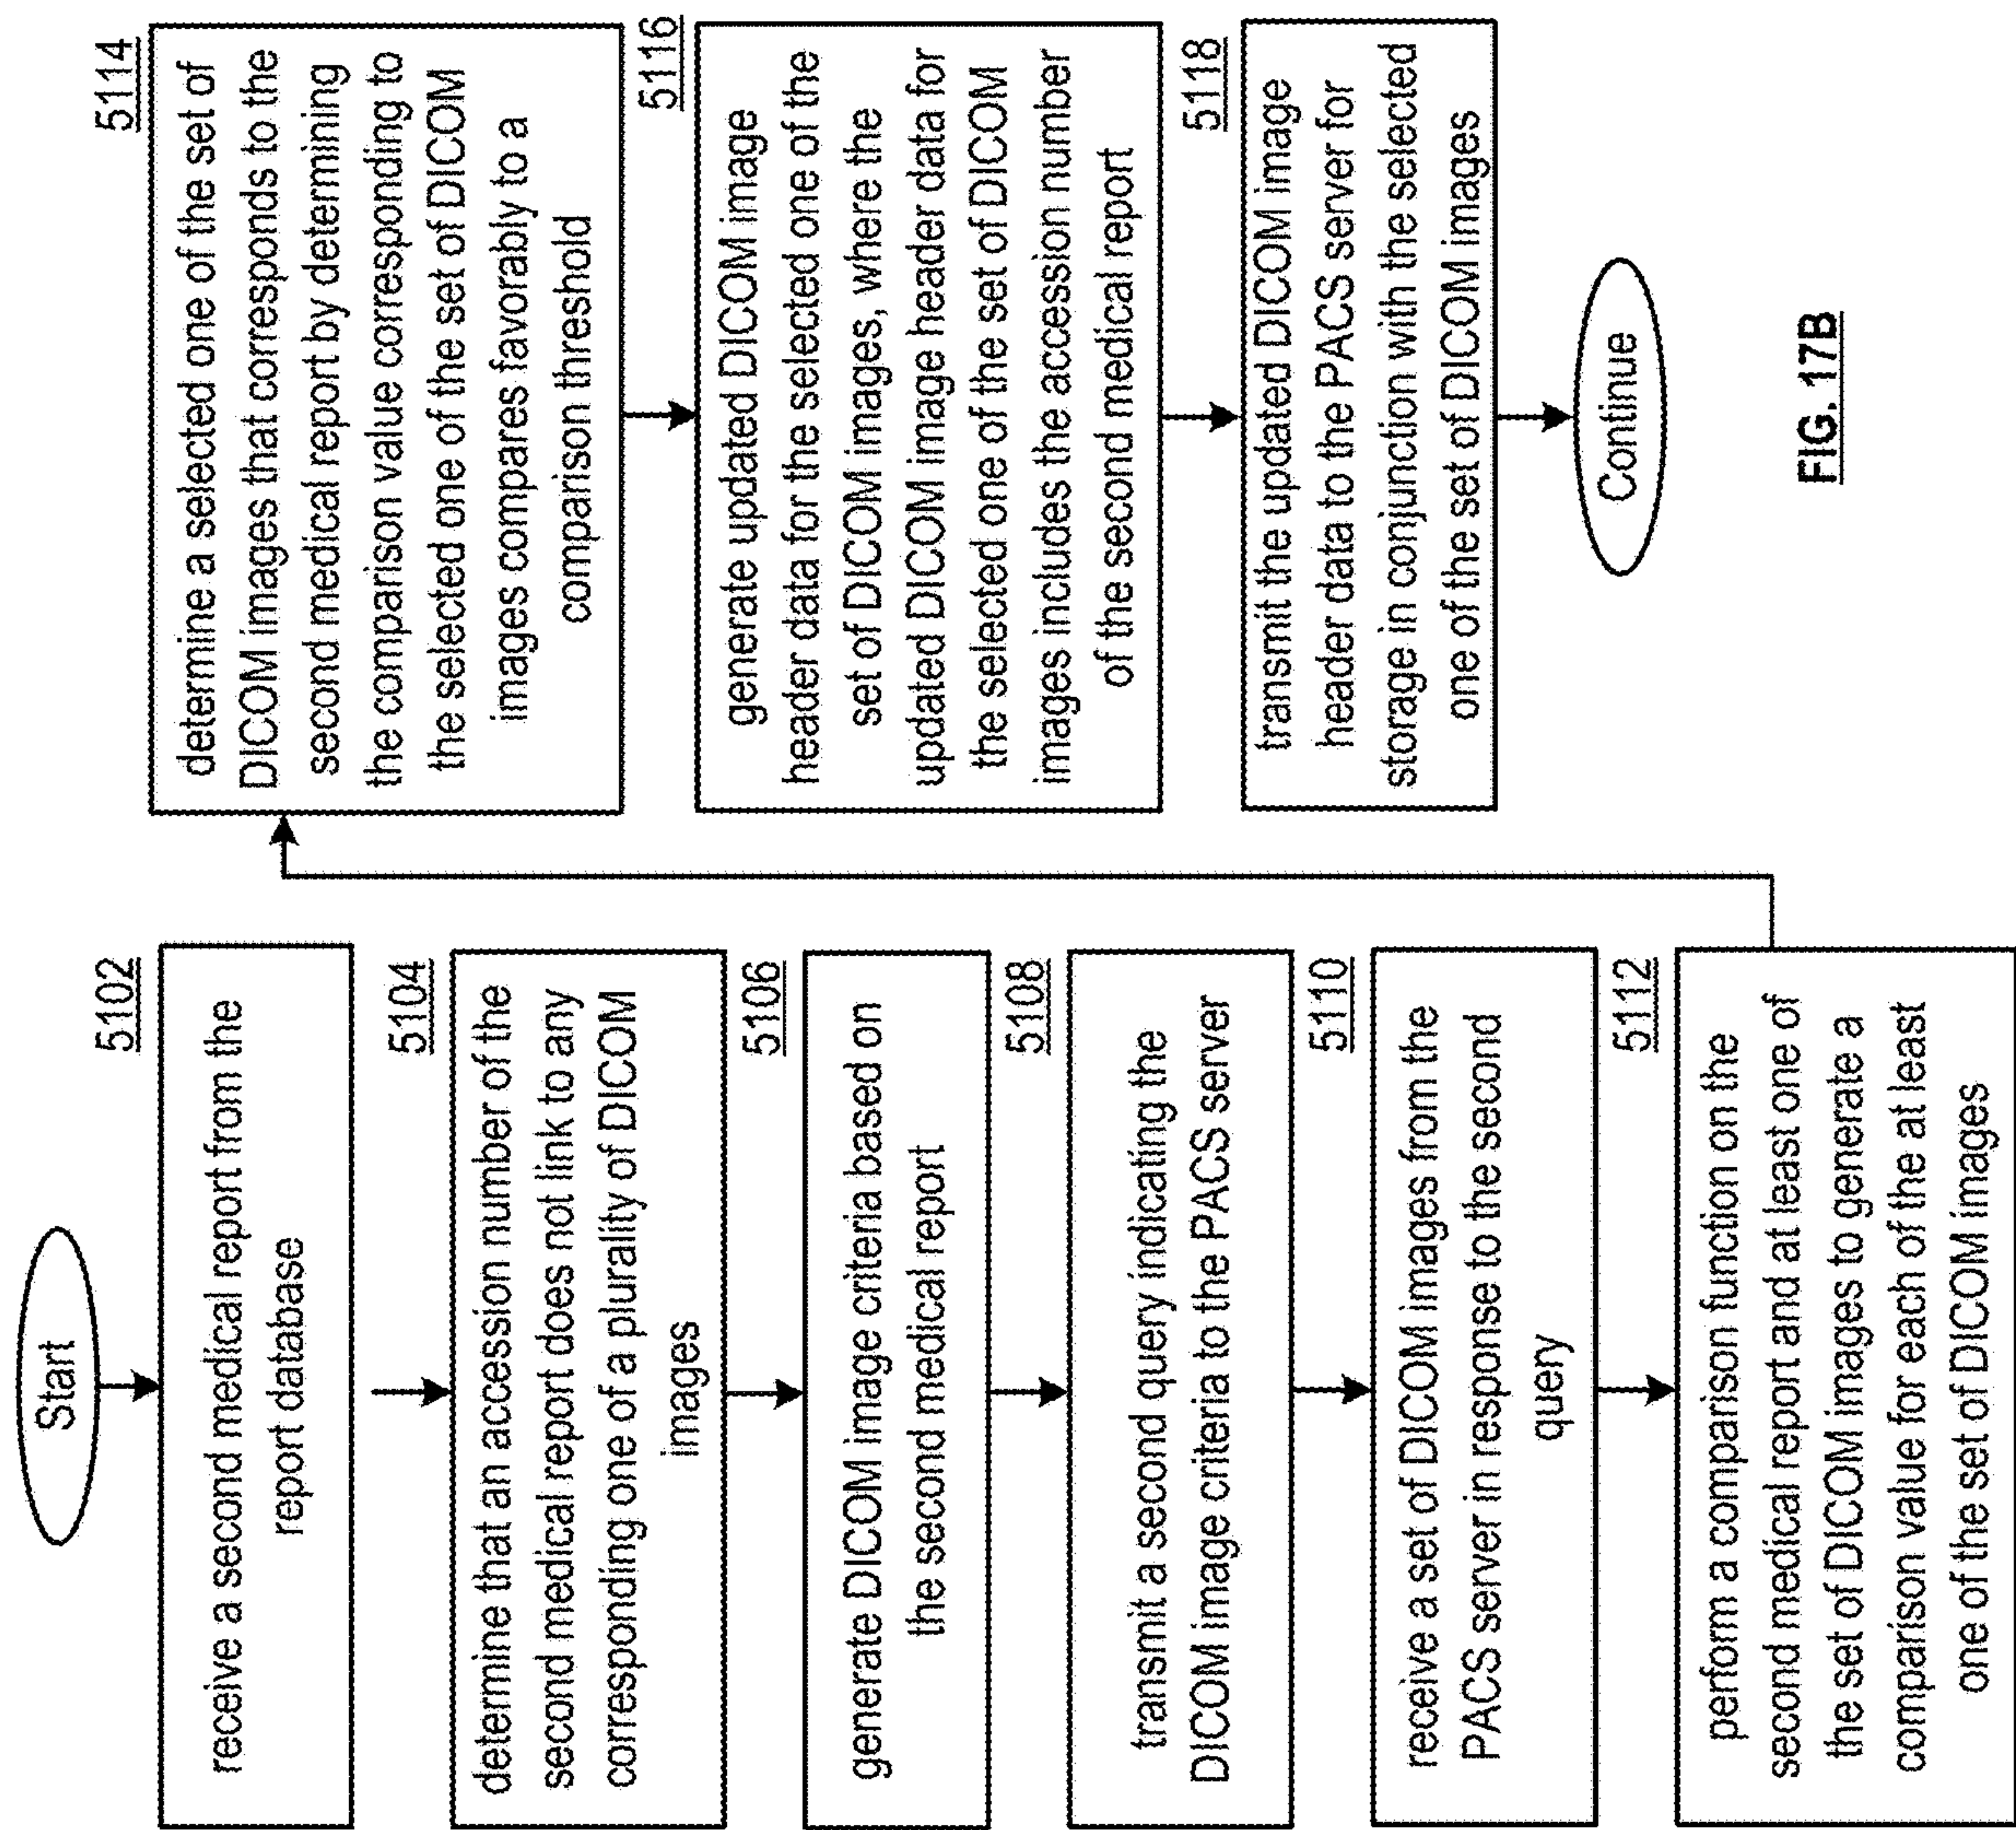 Start
5102
receive a second medical report from the
report database
5104
determine that an accession number of the
second medical report does not link to any
corresponding one of a plurality of DICOM
images
5106
generate DICOM image criteria based on
the second medical report
5108
transmit a second query indicating the
DICOM image criteria to the PACS server
5110
receive a set of DICOM images from the
PACS server in response to the second
query
5112
perform a comparison function on the
second medical report and at least one of
the set of DICOM images to generate a
comparison value for each of the at least
one of the set of DICOM images
5114
determine a selected one of the set of
DICOM images that corresponds to the
second medical report by determining
the comparison value corresponding to
the selected one of the set of DICOM
images compares favorably to a
comparison threshold
5116
generate updated DICOM image
header data for the selected one of the
set of DICOM images, where the
updated DICOM image header data for
the selected one of the set of DICOM
images includes the accession number
of the second medical report
5118
transmit the updated DICOM image
header data to the PACS server for
storage in conjunction with the selected
one of the set of DICOM images
Continue
FIG. 17B